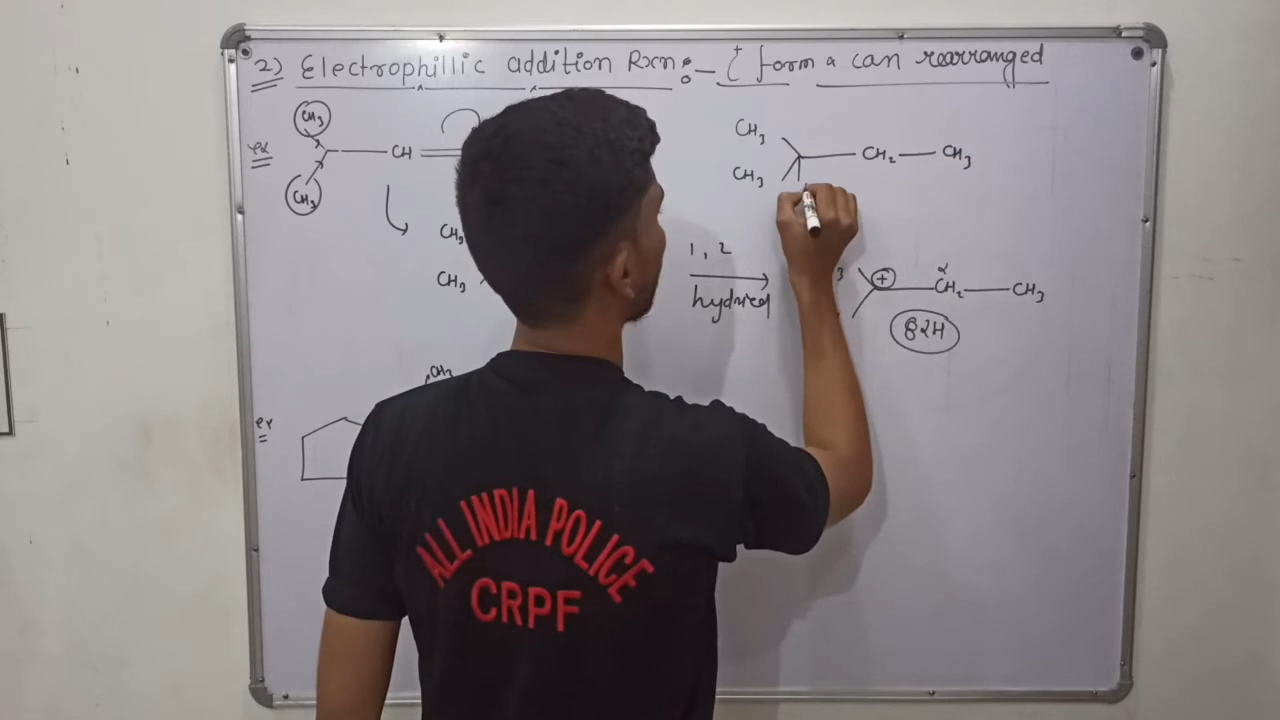 2) Electrophillic addition Rxn :- C+ form & can rearranged
ex
CH3
CH
CH3
CH3
CH3
CH3
CH2 CH3
CH3
1, 2
hydried
3
+
α
CH2 CH3
8αH
ex
CH3
ALL INDIA POLICE
CRPF